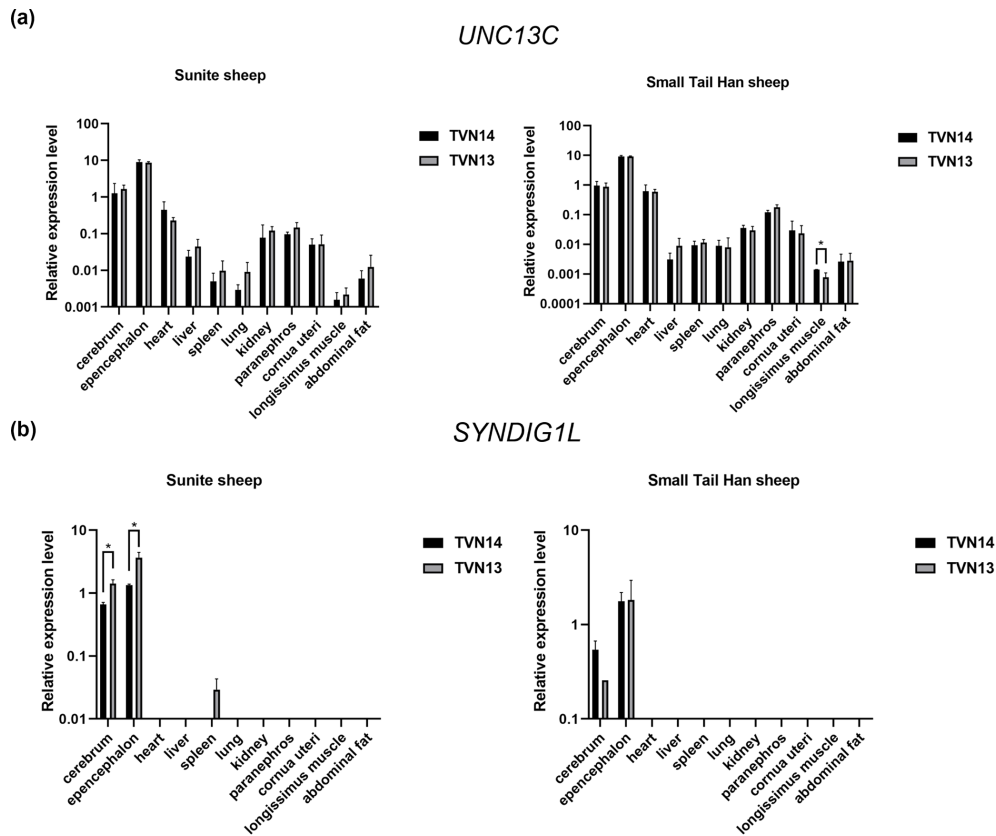 (a)
UNC13C
Sunite sheep
Relative expression level
100
10
1
0.1
0.01
0.001
cerebrum
epencephalon
heart
liver
spleen
lung
kidney
paranephros
cornua uteri
longissimus muscle
abdominal fat
TVN14
TVN13
Small Tail Han sheep
Relative expression level
100
10
1
0.1
0.01
0.001
0.0001
*
cerebrum
epencephalon
heart
liver
spleen
lung
kidney
paranephros
cornua uteri
longissimus muscle
abdominal fat
TVN14
TVN13
(b)
SYNDIG1L
Sunite sheep
Relative expression level
10
1
0.1
0.01
*
*
cerebrum
epencephalon
heart
liver
spleen
lung
kidney
paranephros
cornua uteri
longissimus muscle
abdominal fat
TVN14
TVN13
Small Tail Han sheep
Relative expression level
10
1
0.1
cerebrum
epencephalon
heart
liver
spleen
lung
kidney
paranephros
cornua uteri
longissimus muscle
abdominal fat
TVN14
TVN13